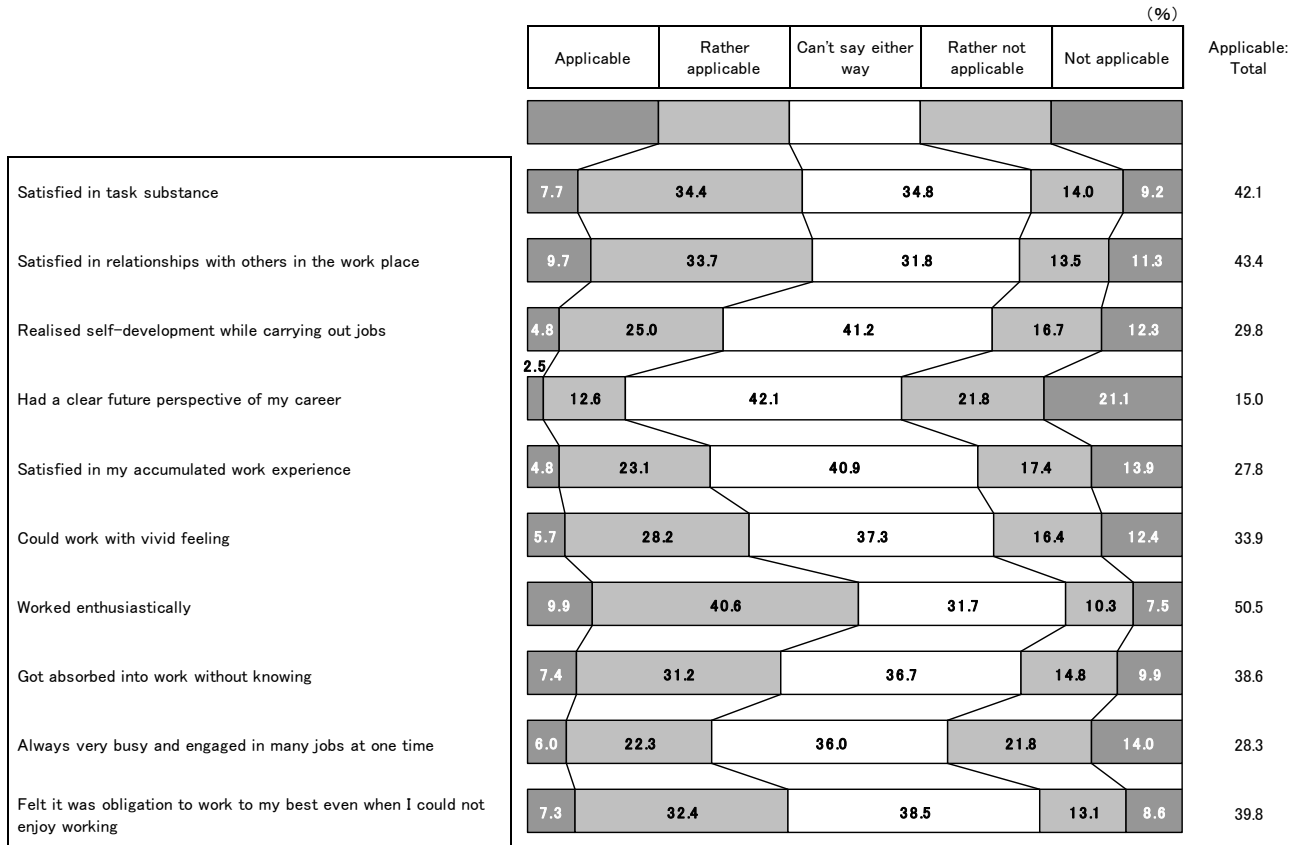 (%)
Applicable
Rather
applicable
Can't say either
way
Rather not
applicable
Not applicable
Applicable:
Total
Satisfied in task substance
7.7 34.4 34.8 14.0 9.2 42.1
Satisfied in relationships with others in the work place
9.7 33.7 31.8 13.5 11.3 43.4
Realised self-development while carrying out jobs
4.8 25.0 41.2 16.7 12.3 29.8
Had a clear future perspective of my career
2.5 12.6 42.1 21.8 21.1 15.0
Satisfied in my accumulated work experience
4.8 23.1 40.9 17.4 13.9 27.8
Could work with vivid feeling
5.7 28.2 37.3 16.4 12.4 33.9
Worked enthusiastically
9.9 40.6 31.7 10.3 7.5 50.5
Got absorbed into work without knowing
7.4 31.2 36.7 14.8 9.9 38.6
Always very busy and engaged in many jobs at one time
6.0 22.3 36.0 21.8 14.0 28.3
Felt it was obligation to work to my best even when I could not
enjoy working
7.3 32.4 38.5 13.1 8.6 39.8